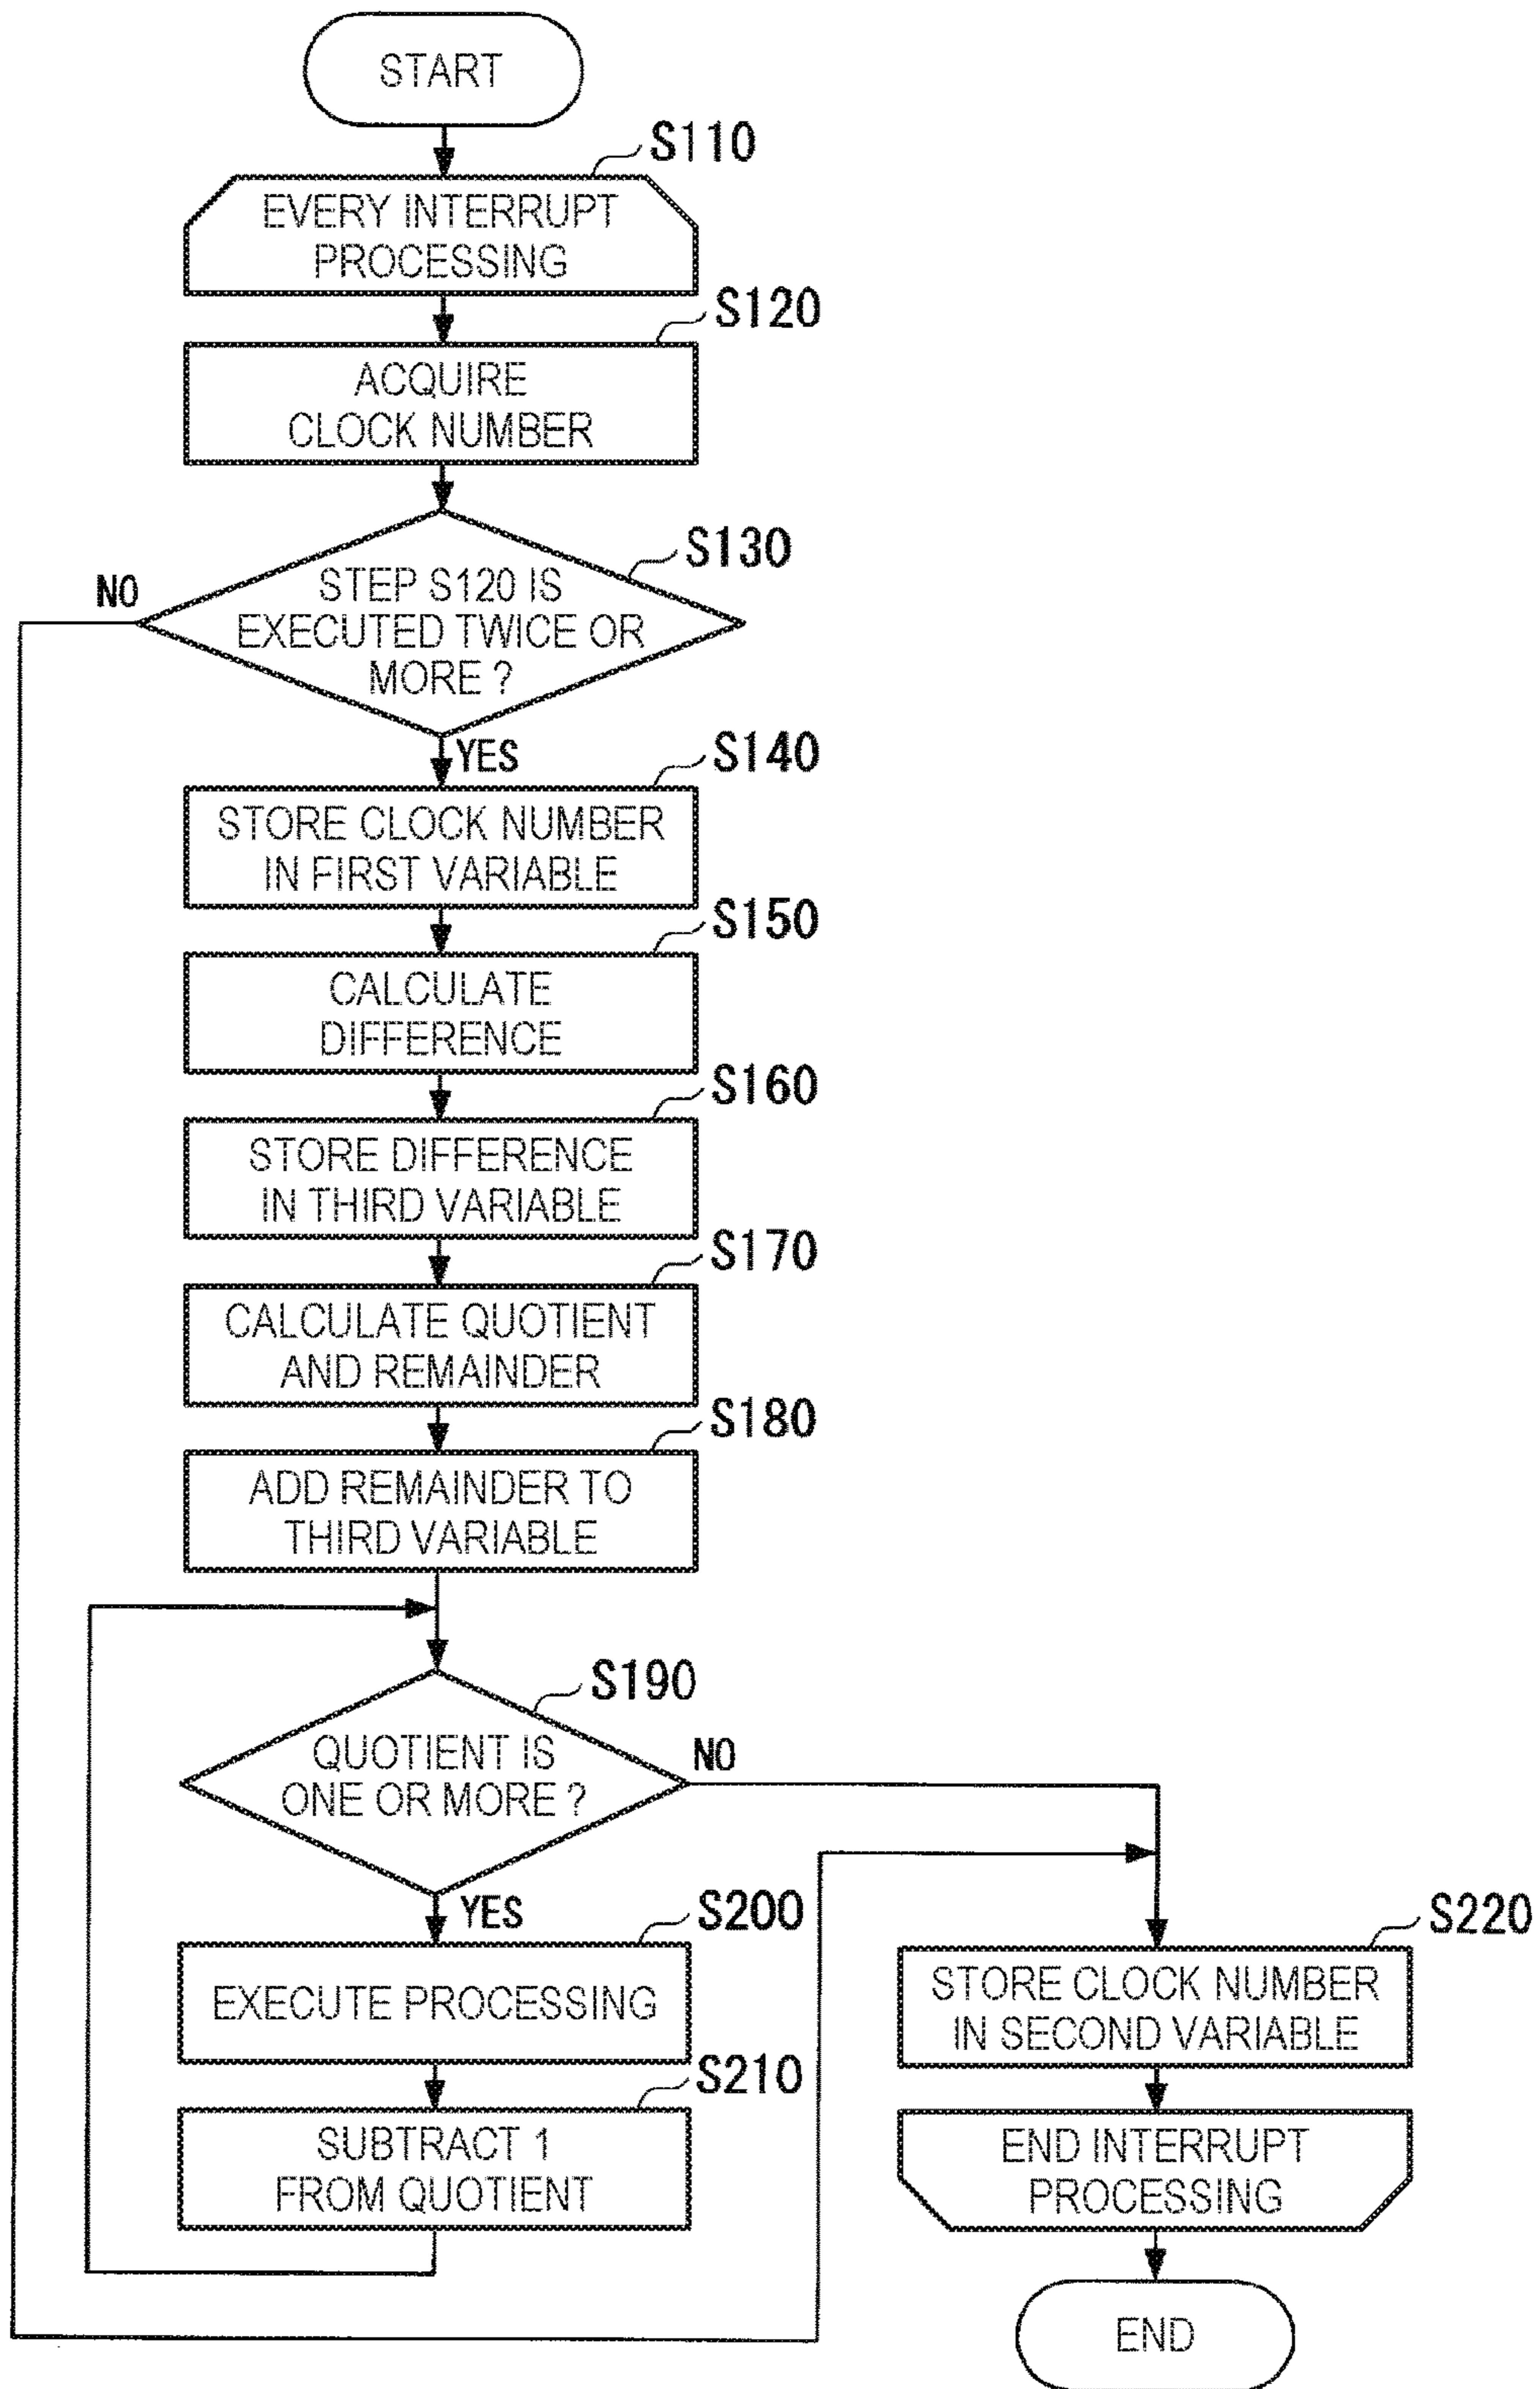 START
S110
EVERY INTERRUPT
PROCESSING
S120
ACQUIRE
CLOCK NUMBER
S130
NO
STEP S120 IS
EXECUTED TWICE OR
MORE ?
YES
S140
STORE CLOCK NUMBER
IN FIRST VARIABLE
S150
CALCULATE
DIFFERENCE
S160
STORE DIFFERENCE
IN THIRD VARIABLE
S170
CALCULATE QUOTIENT
AND REMAINDER
S180
ADD REMAINDER TO
THIRD VARIABLE
S190
QUOTIENT IS
ONE OR MORE ?
NO
YES
S200
EXECUTE PROCESSING
S210
SUBTRACT 1
FROM QUOTIENT
S220
STORE CLOCK NUMBER
IN SECOND VARIABLE
END INTERRUPT
PROCESSING
END